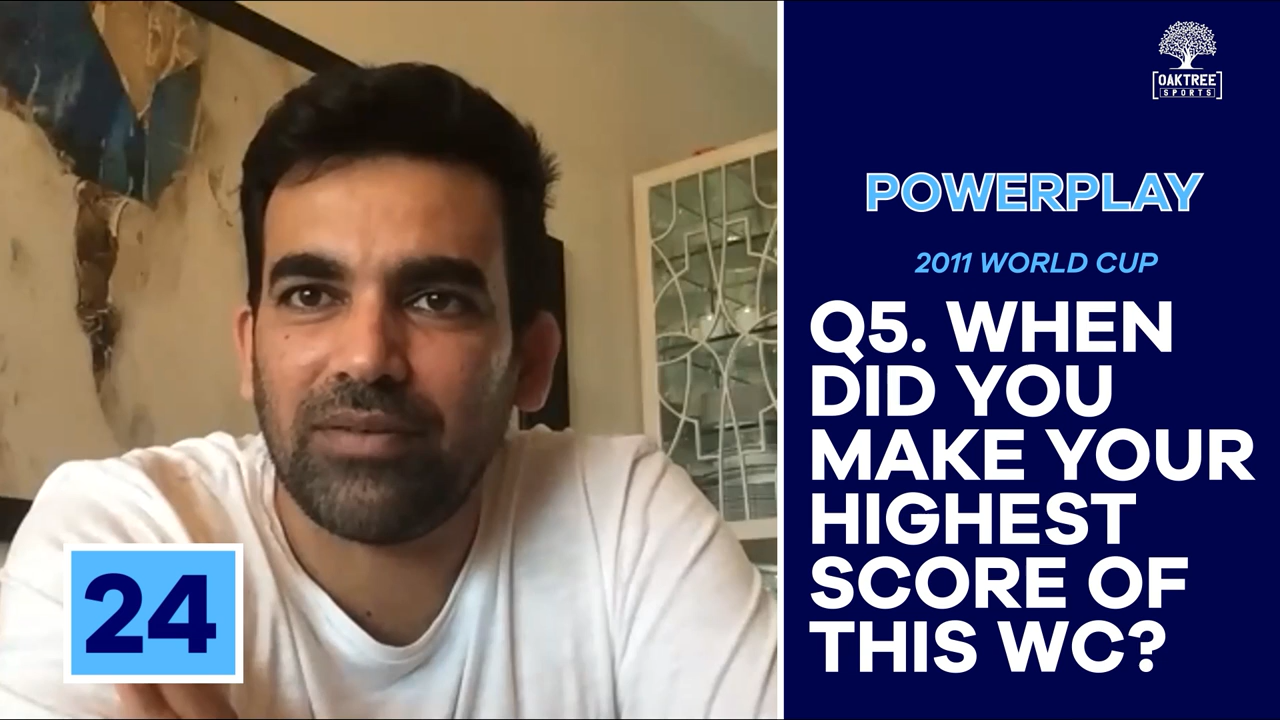 OAKTREE
SPORTS
POWERPLAY
2011 WORLD CUP
Q5. WHEN
DID YOU
MAKE YOUR
HIGHEST
SCORE OF
THIS WC?
24